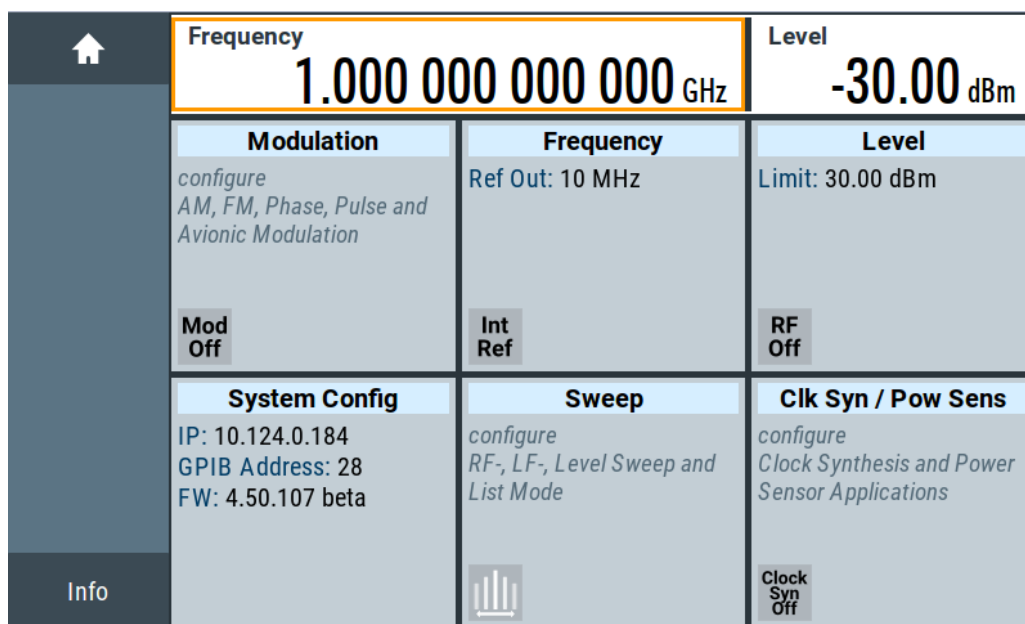 Frequency
1.000 000 000 000 GHz
Level
-30.00 dBm
Modulation
configure
AM, FM, Phase, Pulse and
Avionic Modulation
Mod
Off
Frequency
Ref Out: 10 MHz
Int
Ref
Level
Limit: 30.00 dBm
RF
Off
System Config
IP: 10.124.0.184
GPIB Address: 28
FW: 4.50.107 beta
Sweep
configure
RF-, LF-, Level Sweep and
List Mode
Clk Syn / Pow Sens
configure
Clock Synthesis and Power
Sensor Applications
Clock
Syn
Off
Info